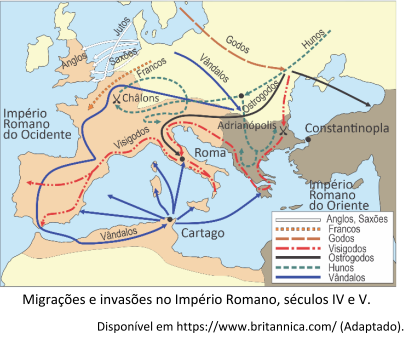 Godos
Hunos
Jutos
Anglos
Saxões
Francos
Vândalos
Ostrogodos
Châlons
Adrianópolis
Constantinopla
Império
Romano
do Ocidente
Visigodos
Roma
Império
Romano
do Oriente
Cartago
Vândalos
Anglos, Saxões
Francos
Godos
Visigodos
Ostrogodos
Hunos
Vândalos
Migrações e invasões no Império Romano, séculos IV e V.
Disponível em https://www.britannica.com/ (Adaptado).